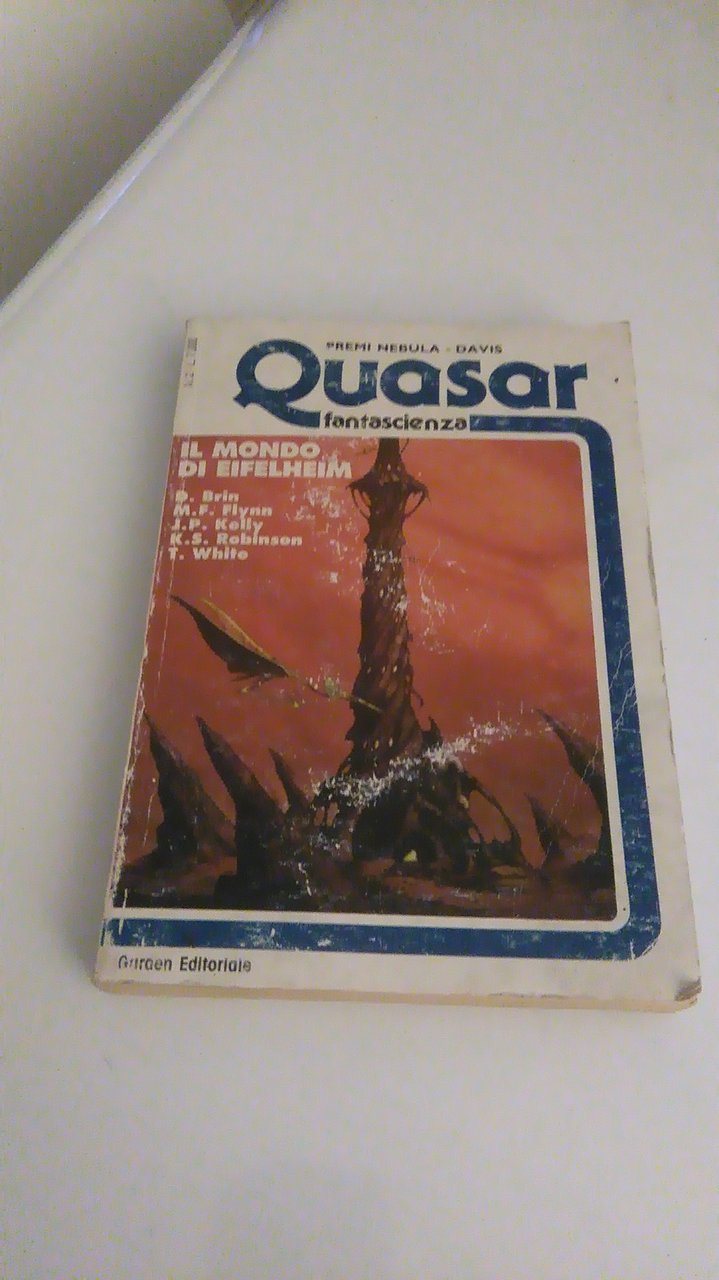 PREMI NEBULA - DAVIS
Quasar
fantascienza
IL MONDO
DI EIFELHEIM
D. Brin
M.F. Flynn
J.P. Kelly
K.S. Robinson
T. White
Garden Editoriale